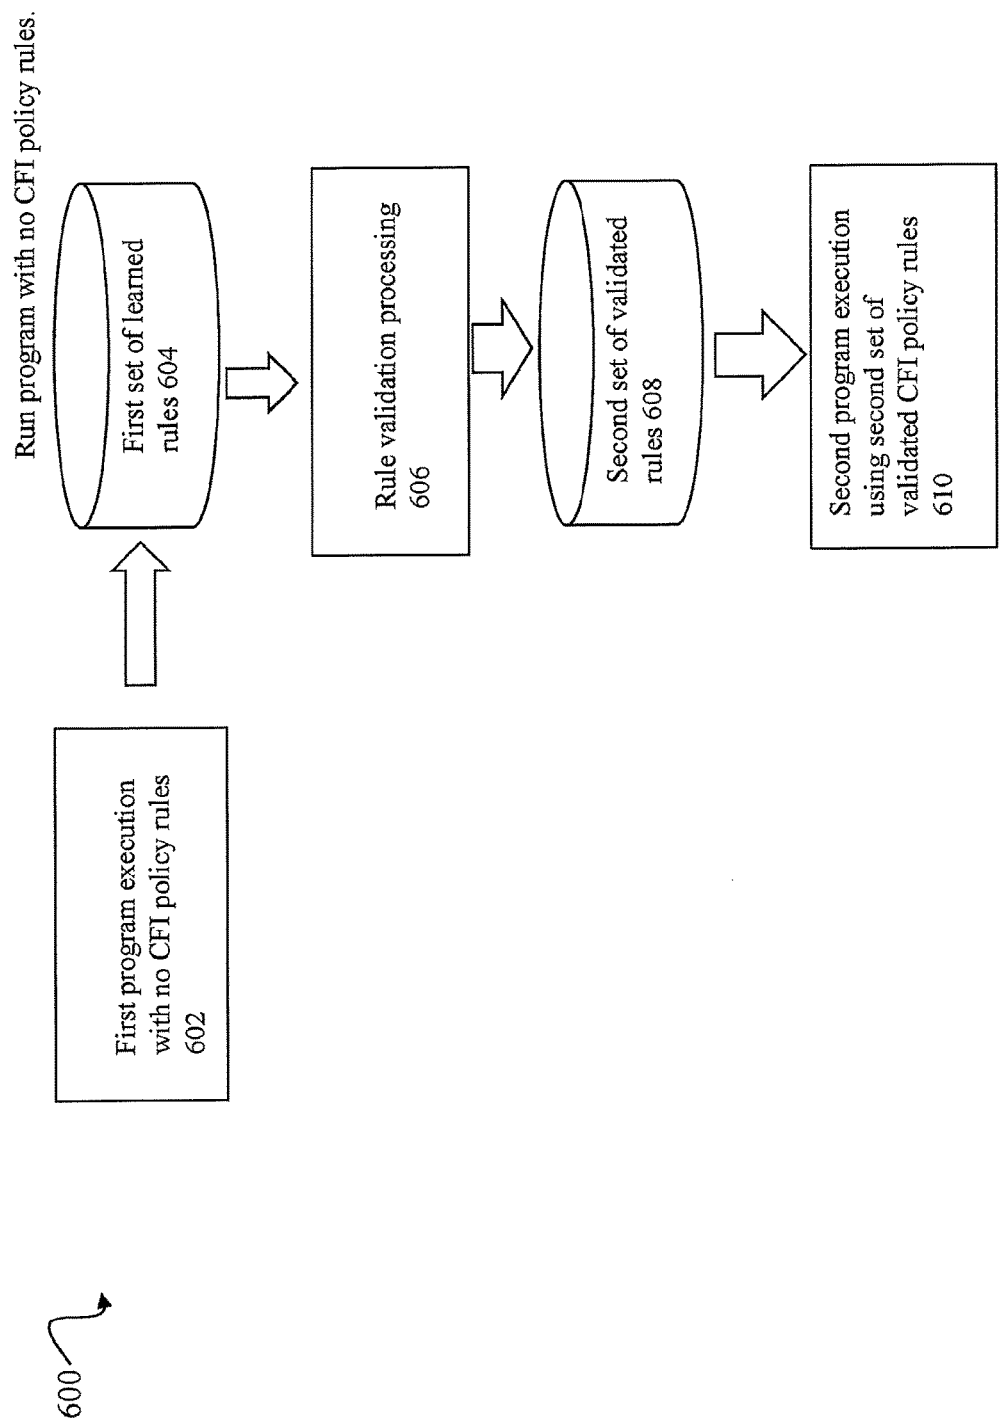 Run program with no CFI policy rules.
First program execution
with no CFI policy rules
602
First set of learned
rules 604
Rule validation processing
606
Second set of validated
rules 608
Second program execution
using second set of
validated CFI policy rules
610
600